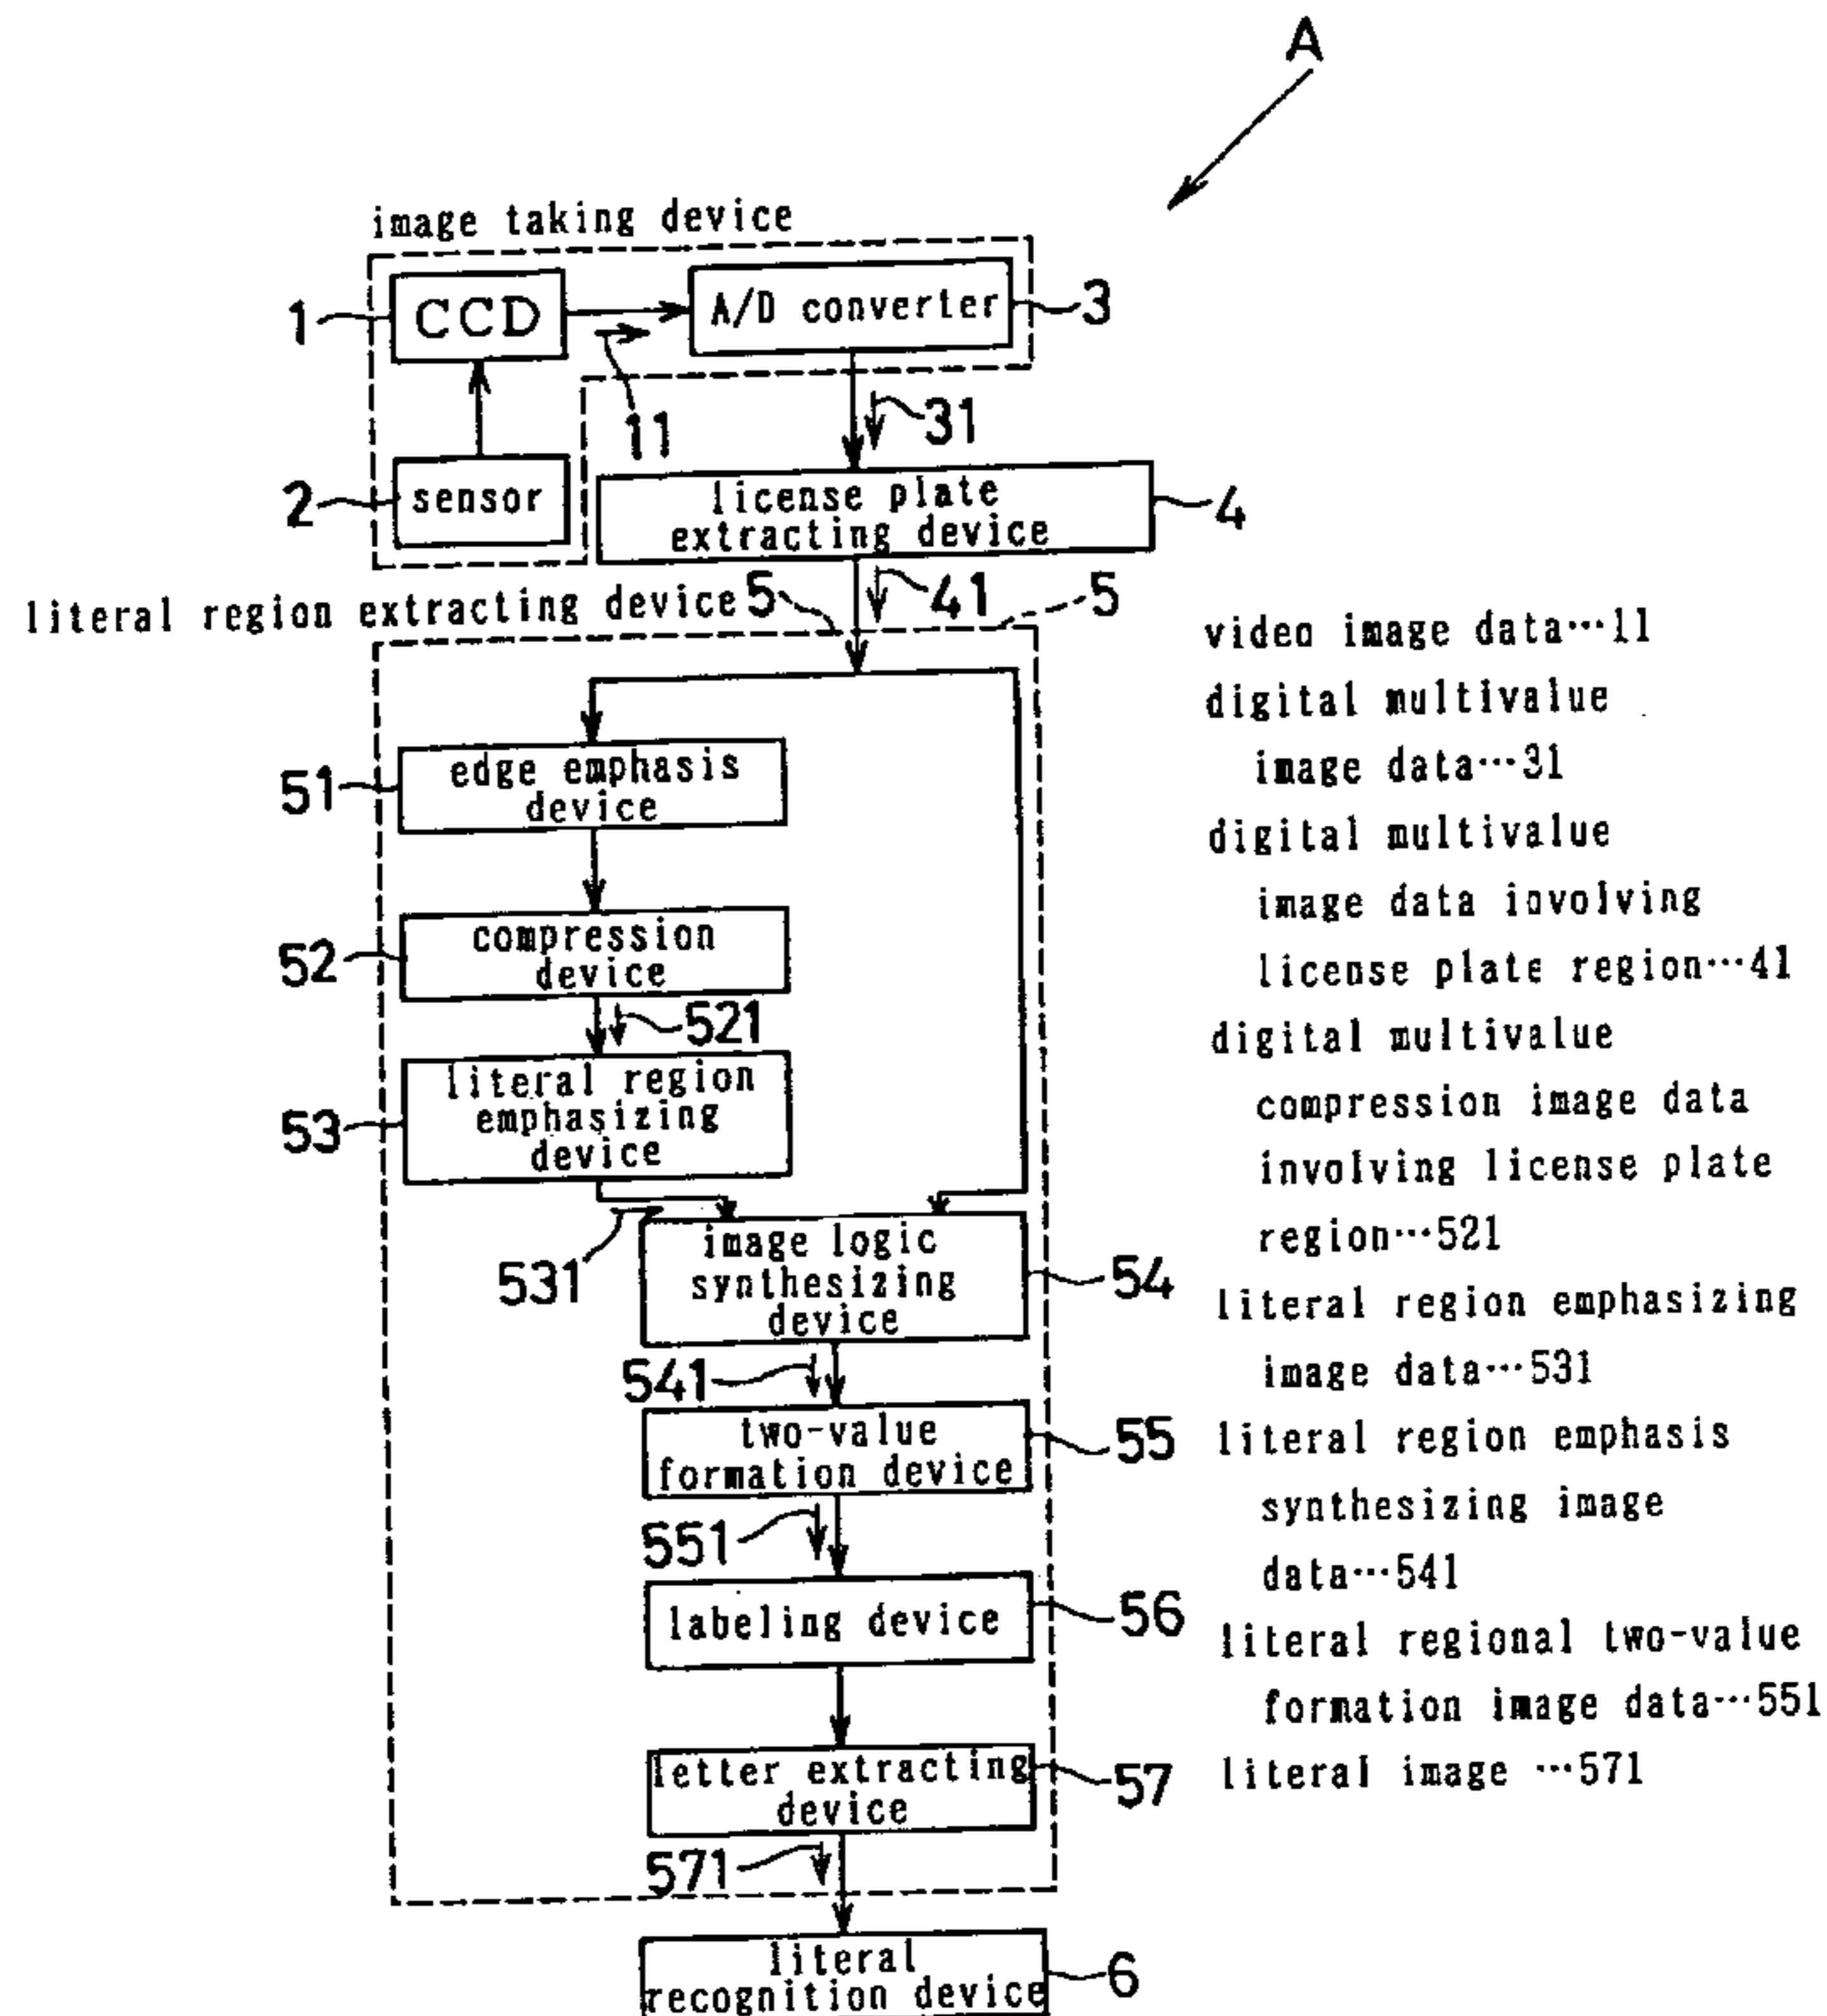 A
image taking device
1
CCD
A/D converter
3
11
31
2
sensor
license plate
extracting device
4
literal region extracting device 5
41
5
51
edge emphasis
device
52
compression
device
521
53
literal region
emphasizing
device
531
image logic
synthesizing
device
54
541
two-value
formation device
55
551
labeling device
56
letter extracting
device
57
571
literal
recognition device
6
video image data…11
digital multivalue
image data…31
digital multivalue
image data involving
license plate region…41
digital multivalue
compression image data
involving license plate
region…521
literal region emphasizing
image data…531
literal region emphasis
synthesizing image
data…541
literal regional two-value
formation image data…551
literal image …571